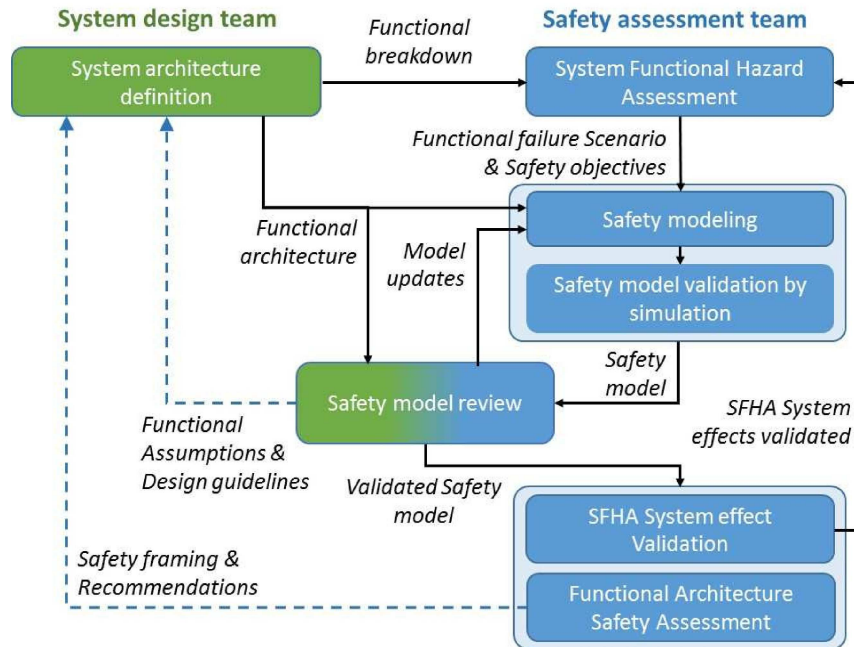 System design team
Safety assessment team
Functional
breakdown
System architecture
definition
System Functional Hazard
Assessment
Functional failure Scenario
& Safety objectives
Safety modeling
Functional
architecture
Model
updates
Safety model validation by
simulation
Safety
model
Safety model review
SFHA System
effects validated
Functional
Assumptions &
Design guidelines
Validated Safety
model
SFHA System effect
Validation
Safety framing &
Recommendations
Functional Architecture
Safety Assessment